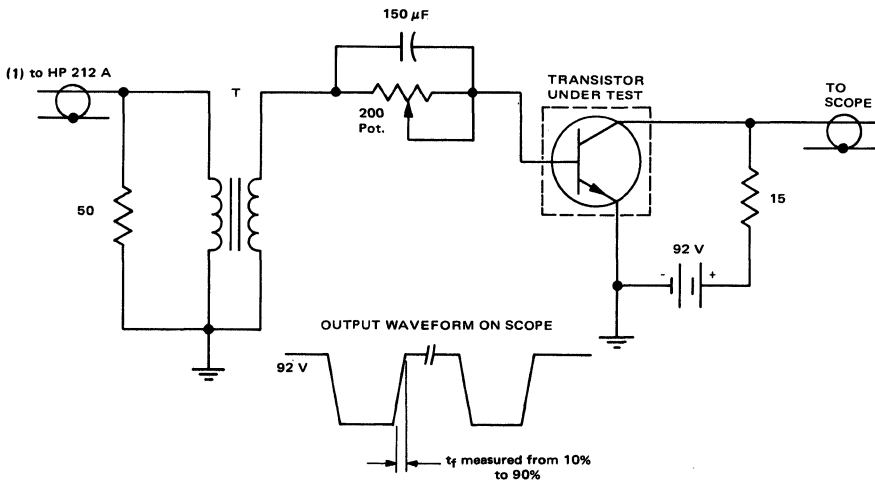 150 µF
(1) to HP 212 A
T
200
Pot.
TRANSISTOR
UNDER TEST
TO
SCOPE
50
15
92 V
- +
OUTPUT WAVEFORM ON SCOPE
92 V
tf measured from 10%
to 90%